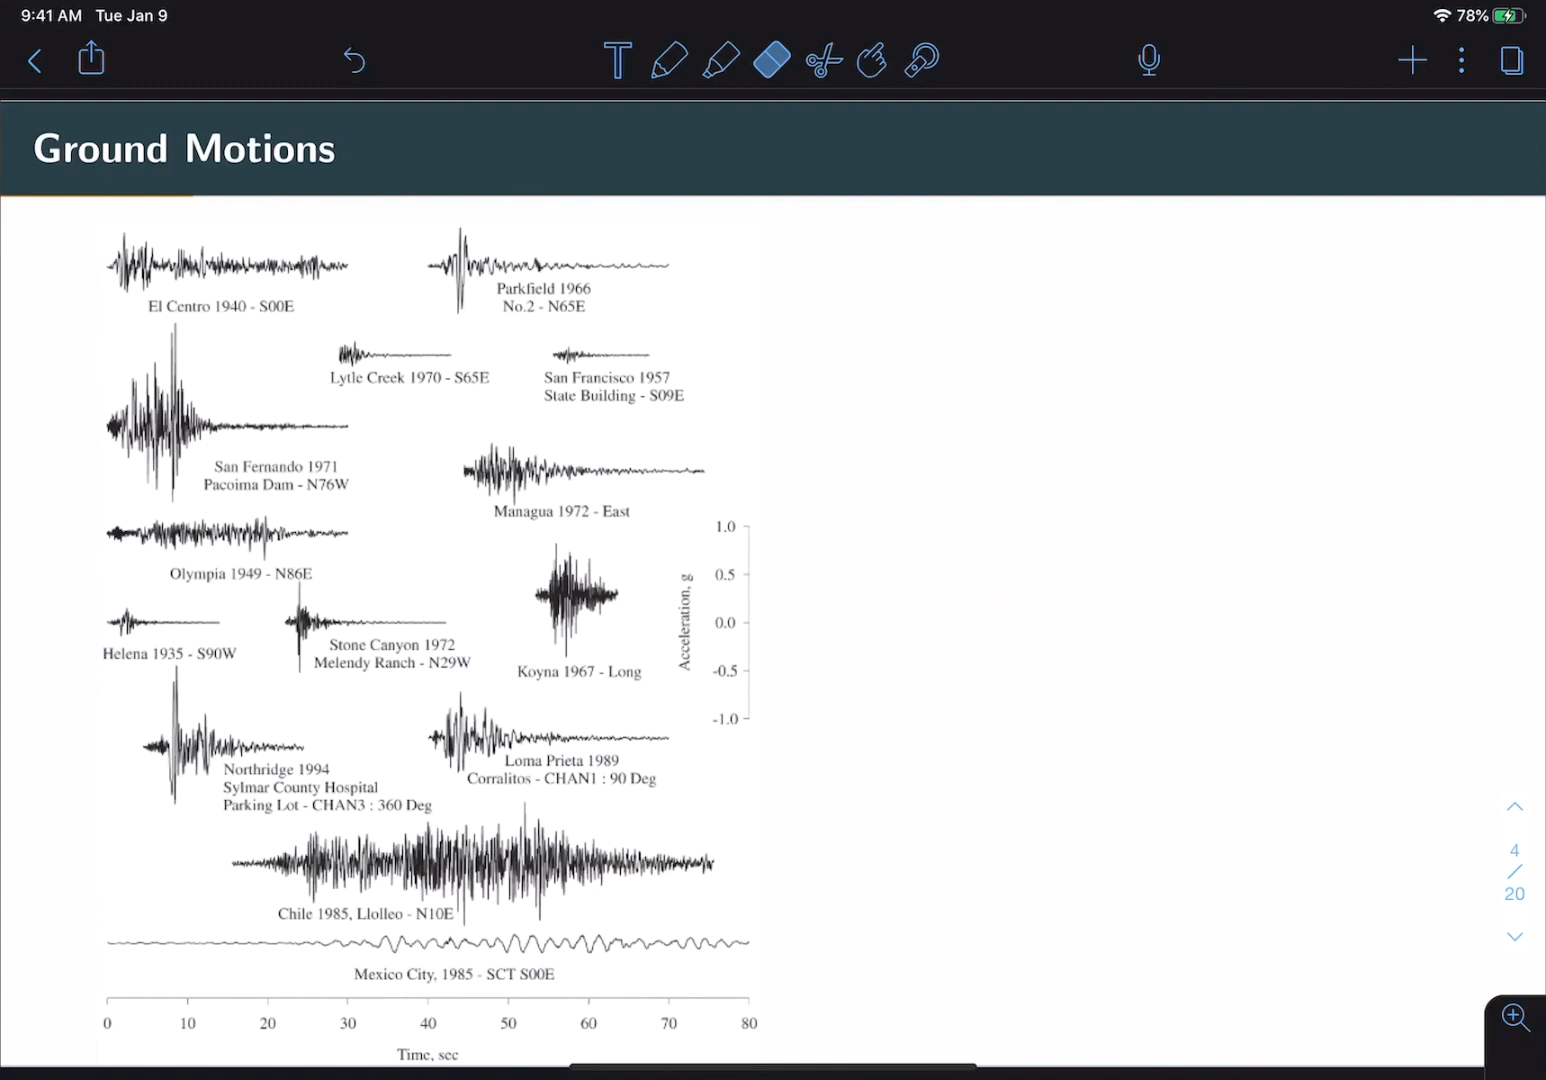 9:41 AM Tue Jan 9
78%
Ground Motions
El Centro 1940 - S00E
Parkfield 1966
No.2 - N65E
Lytle Creek 1970 - S65E
San Francisco 1957
State Building - S09E
San Fernando 1971
Pacoima Dam - N76W
Managua 1972 - East
Olympia 1949 - N86E
1.0
0.5
0.0
-0.5
-1.0
Acceleration, g
Helena 1935 - S90W
Stone Canyon 1972
Melendy Ranch - N29W
Koyna 1967 - Long
Northridge 1994
Sylmar County Hospital
Parking Lot - CHAN3 : 360 Deg
Loma Prieta 1989
Corralitos - CHAN1 : 90 Deg
Chile 1985, Llolleo - N10E
Mexico City, 1985 - SCT S00E
0 10 20 30 40 50 60 70 80
Time, sec
4
/
20